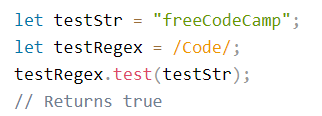 let testStr = "freeCodeCamp";
let testRegex = /Code/;
testRegex.test(testStr);
// Returns true